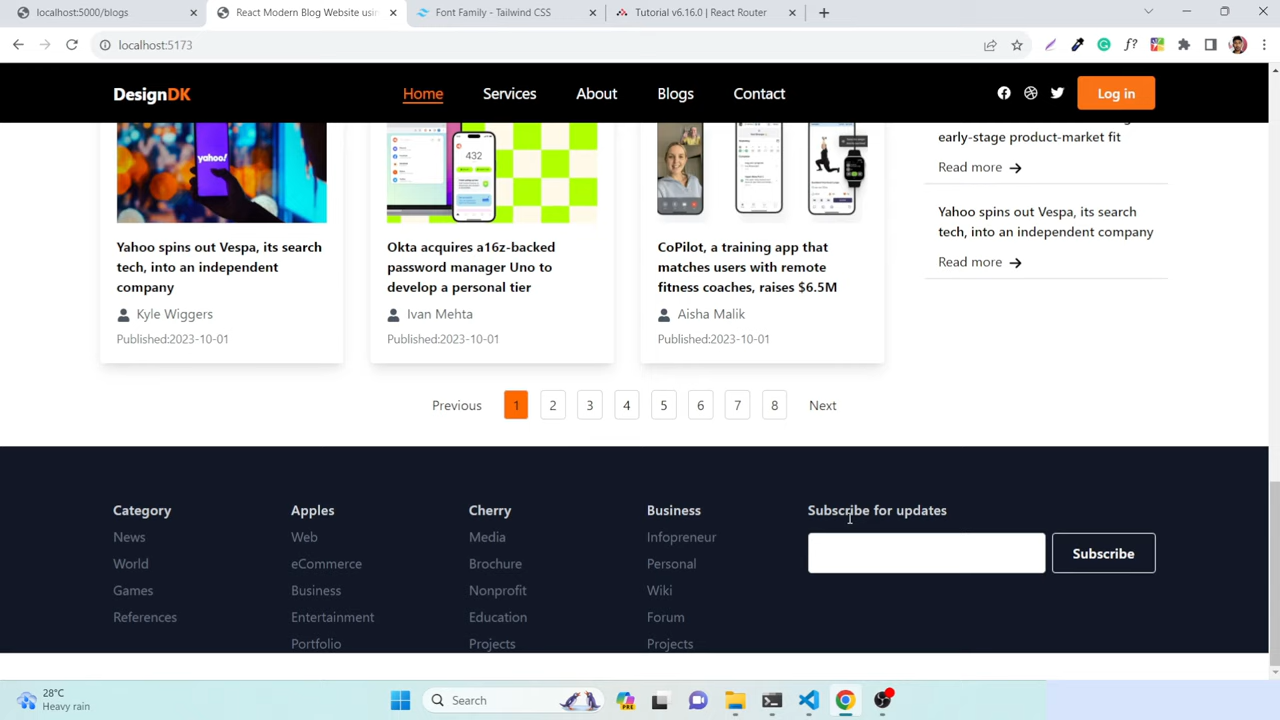 localhost:5000/blogs
React Modern Blog Website usin
Font Family - Tailwind CSS
Tutorial v6.16.0 | React Router
localhost:5173
DesignDK
Home
Services
About
Blogs
Contact
Log in
yahoo!
432
early-stage product-market fit
Read more
Yahoo spins out Vespa, its search
tech, into an independent company
Read more
Yahoo spins out Vespa, its search
tech, into an independent
company
Kyle Wiggers
Published:2023-10-01
Okta acquires a16z-backed
password manager Uno to
develop a personal tier
Ivan Mehta
Published:2023-10-01
CoPilot, a training app that
matches users with remote
fitness coaches, raises $6.5M
Aisha Malik
Published:2023-10-01
Previous 1 2 3 4 5 6 7 8 Next
Category
News
World
Games
References
Apples
Web
eCommerce
Business
Entertainment
Portfolio
Cherry
Media
Brochure
Nonprofit
Education
Projects
Business
Infopreneur
Personal
Wiki
Forum
Projects
Subscribe for updates
Subscribe
28°C
Heavy rain
Search
PRE